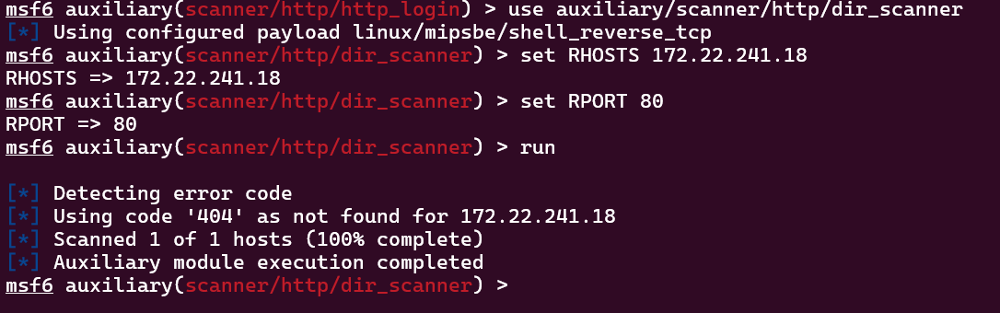 msf6 auxiliary(scanner/http/http_login) > use auxiliary/scanner/http/dir_scanner
[*] Using configured payload linux/mipsbe/shell_reverse_tcp
msf6 auxiliary(scanner/http/dir_scanner) > set RHOSTS 172.22.241.18
RHOSTS => 172.22.241.18
msf6 auxiliary(scanner/http/dir_scanner) > set RPORT 80
RPORT => 80
msf6 auxiliary(scanner/http/dir_scanner) > run
[*] Detecting error code
[*] Using code '404' as not found for 172.22.241.18
[*] Scanned 1 of 1 hosts (100% complete)
[*] Auxiliary module execution completed
msf6 auxiliary(scanner/http/dir_scanner) >